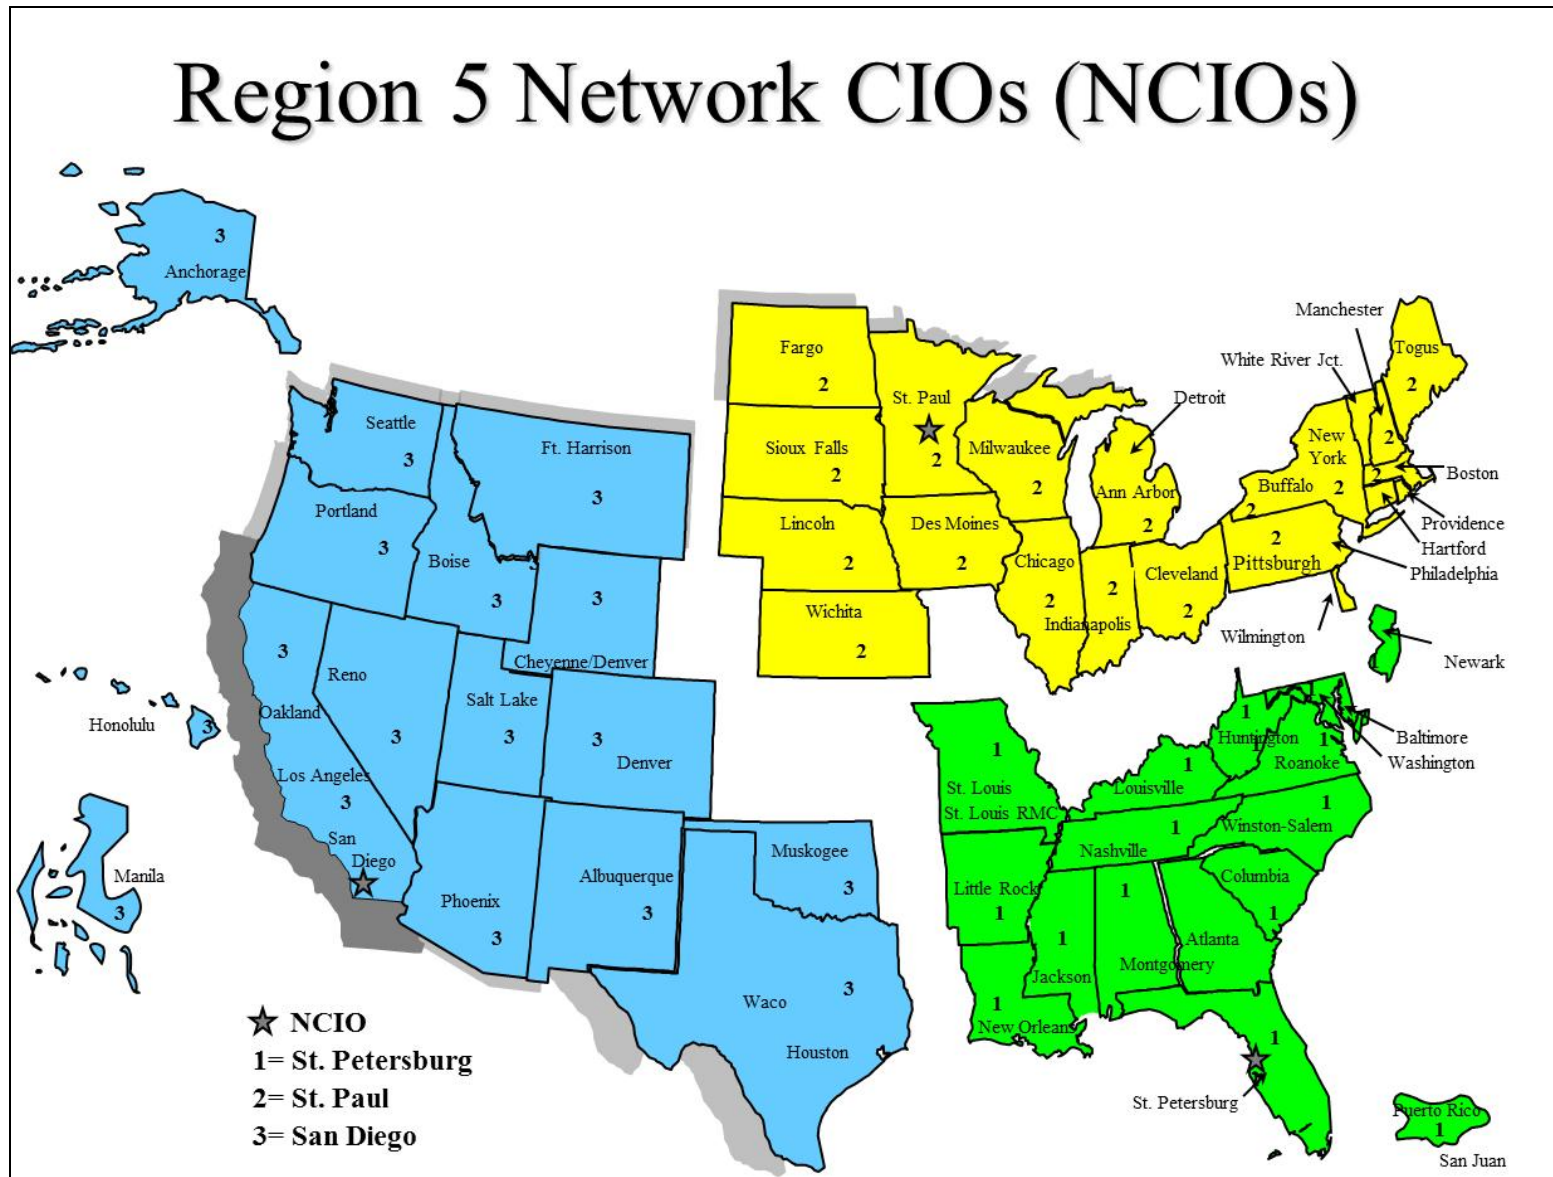 Region 5 Network CIOs (NCIOs)
3
Anchorage
Seattle
3
Ft. Harrison
3
Portland
3
Boise
3
3
Cheyenne/Denver
3
Oakland
Reno
3
Salt Lake
3
3
Denver
Los Angeles
3
San
Diego
Honolulu
3
Manila
3
Phoenix
3
Albuquerque
3
Muskogee
3
Waco
3
Houston
Fargo
2
St. Paul
2
Sioux Falls
2
Milwaukee
2
Detroit
Ann Arbor
2
Lincoln
2
Des Moines
2
Chicago
2
2
Indianapolis
Cleveland
2
Wichita
2
Manchester
White River Jct.
Togus
2
New
York
2
2
2
Boston
Buffalo
2
Providence
Hartford
2
Pittsburgh
Philadelphia
Wilmington
Newark
1
St. Louis
St. Louis RMC
1
Louisville
1
Huntington
1
1
Roanoke
Baltimore
Washington
1
Winston-Salem
1
Nashville
Little Rock
1
Columbia
1
1
Jackson
1
Montgomery
Atlanta
1
New Orleans
1
St. Petersburg
Puerto Rico
1
San Juan
NCIO
1= St. Petersburg
2= St. Paul
3= San Diego